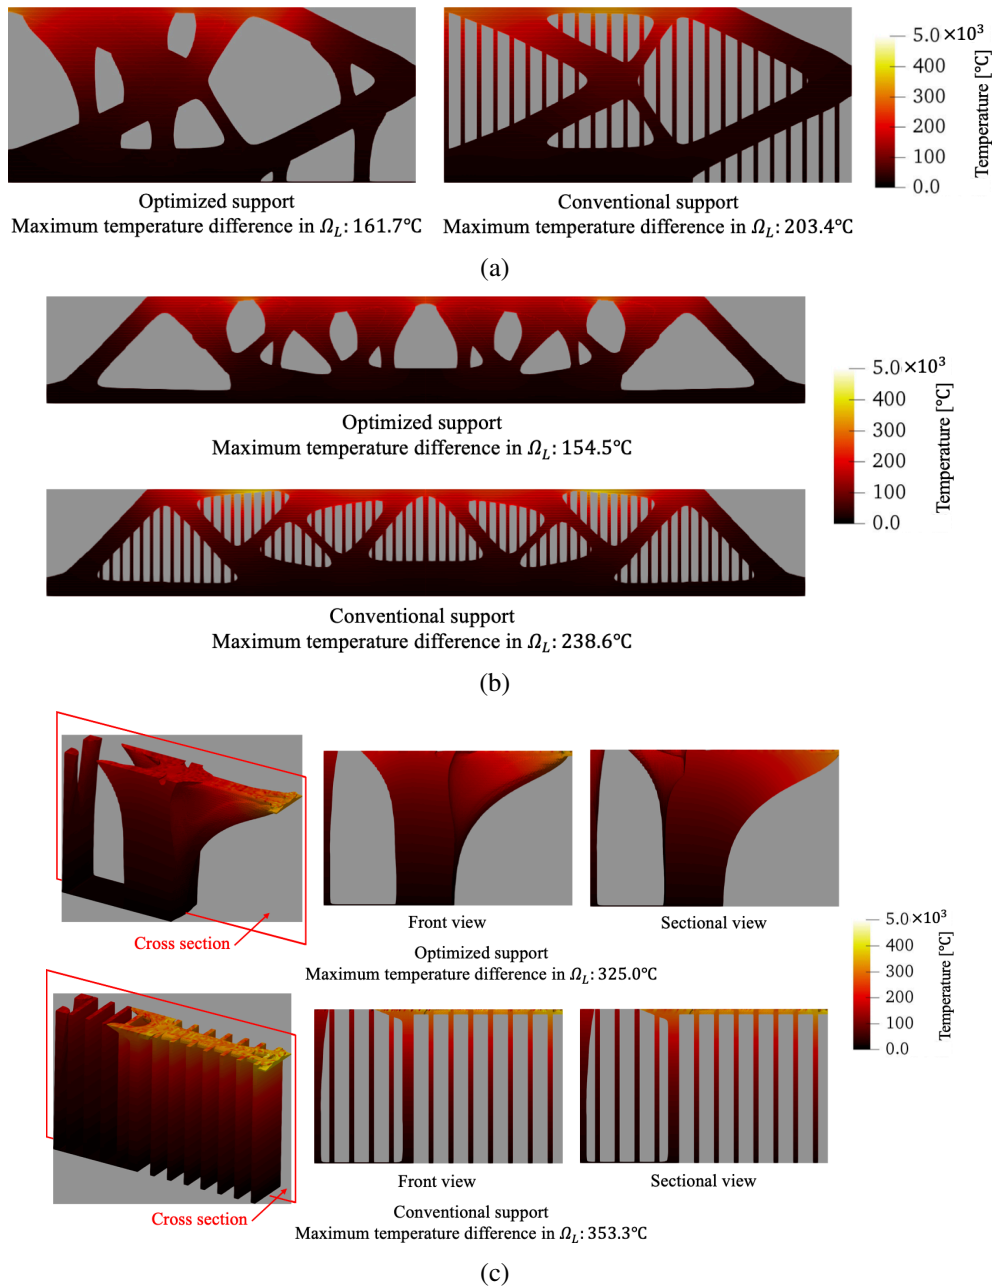 5.0×10³
400
300
200
100
0.0
Temperature [℃]
Optimized support
Maximum temperature difference in Ω_L: 161.7℃
Conventional support
Maximum temperature difference in Ω_L: 203.4℃
(a)
Optimized support
Maximum temperature difference in Ω_L: 154.5℃
5.0×10³
400
300
200
100
0.0
Temperature [℃]
Conventional support
Maximum temperature difference in Ω_L: 238.6℃
(b)
Cross section
Front view
Sectional view
Optimized support
Maximum temperature difference in Ω_L: 325.0℃
5.0×10³
400
300
200
100
0.0
Temperature [℃]
Cross section
Front view
Sectional view
Conventional support
Maximum temperature difference in Ω_L: 353.3℃
(c)